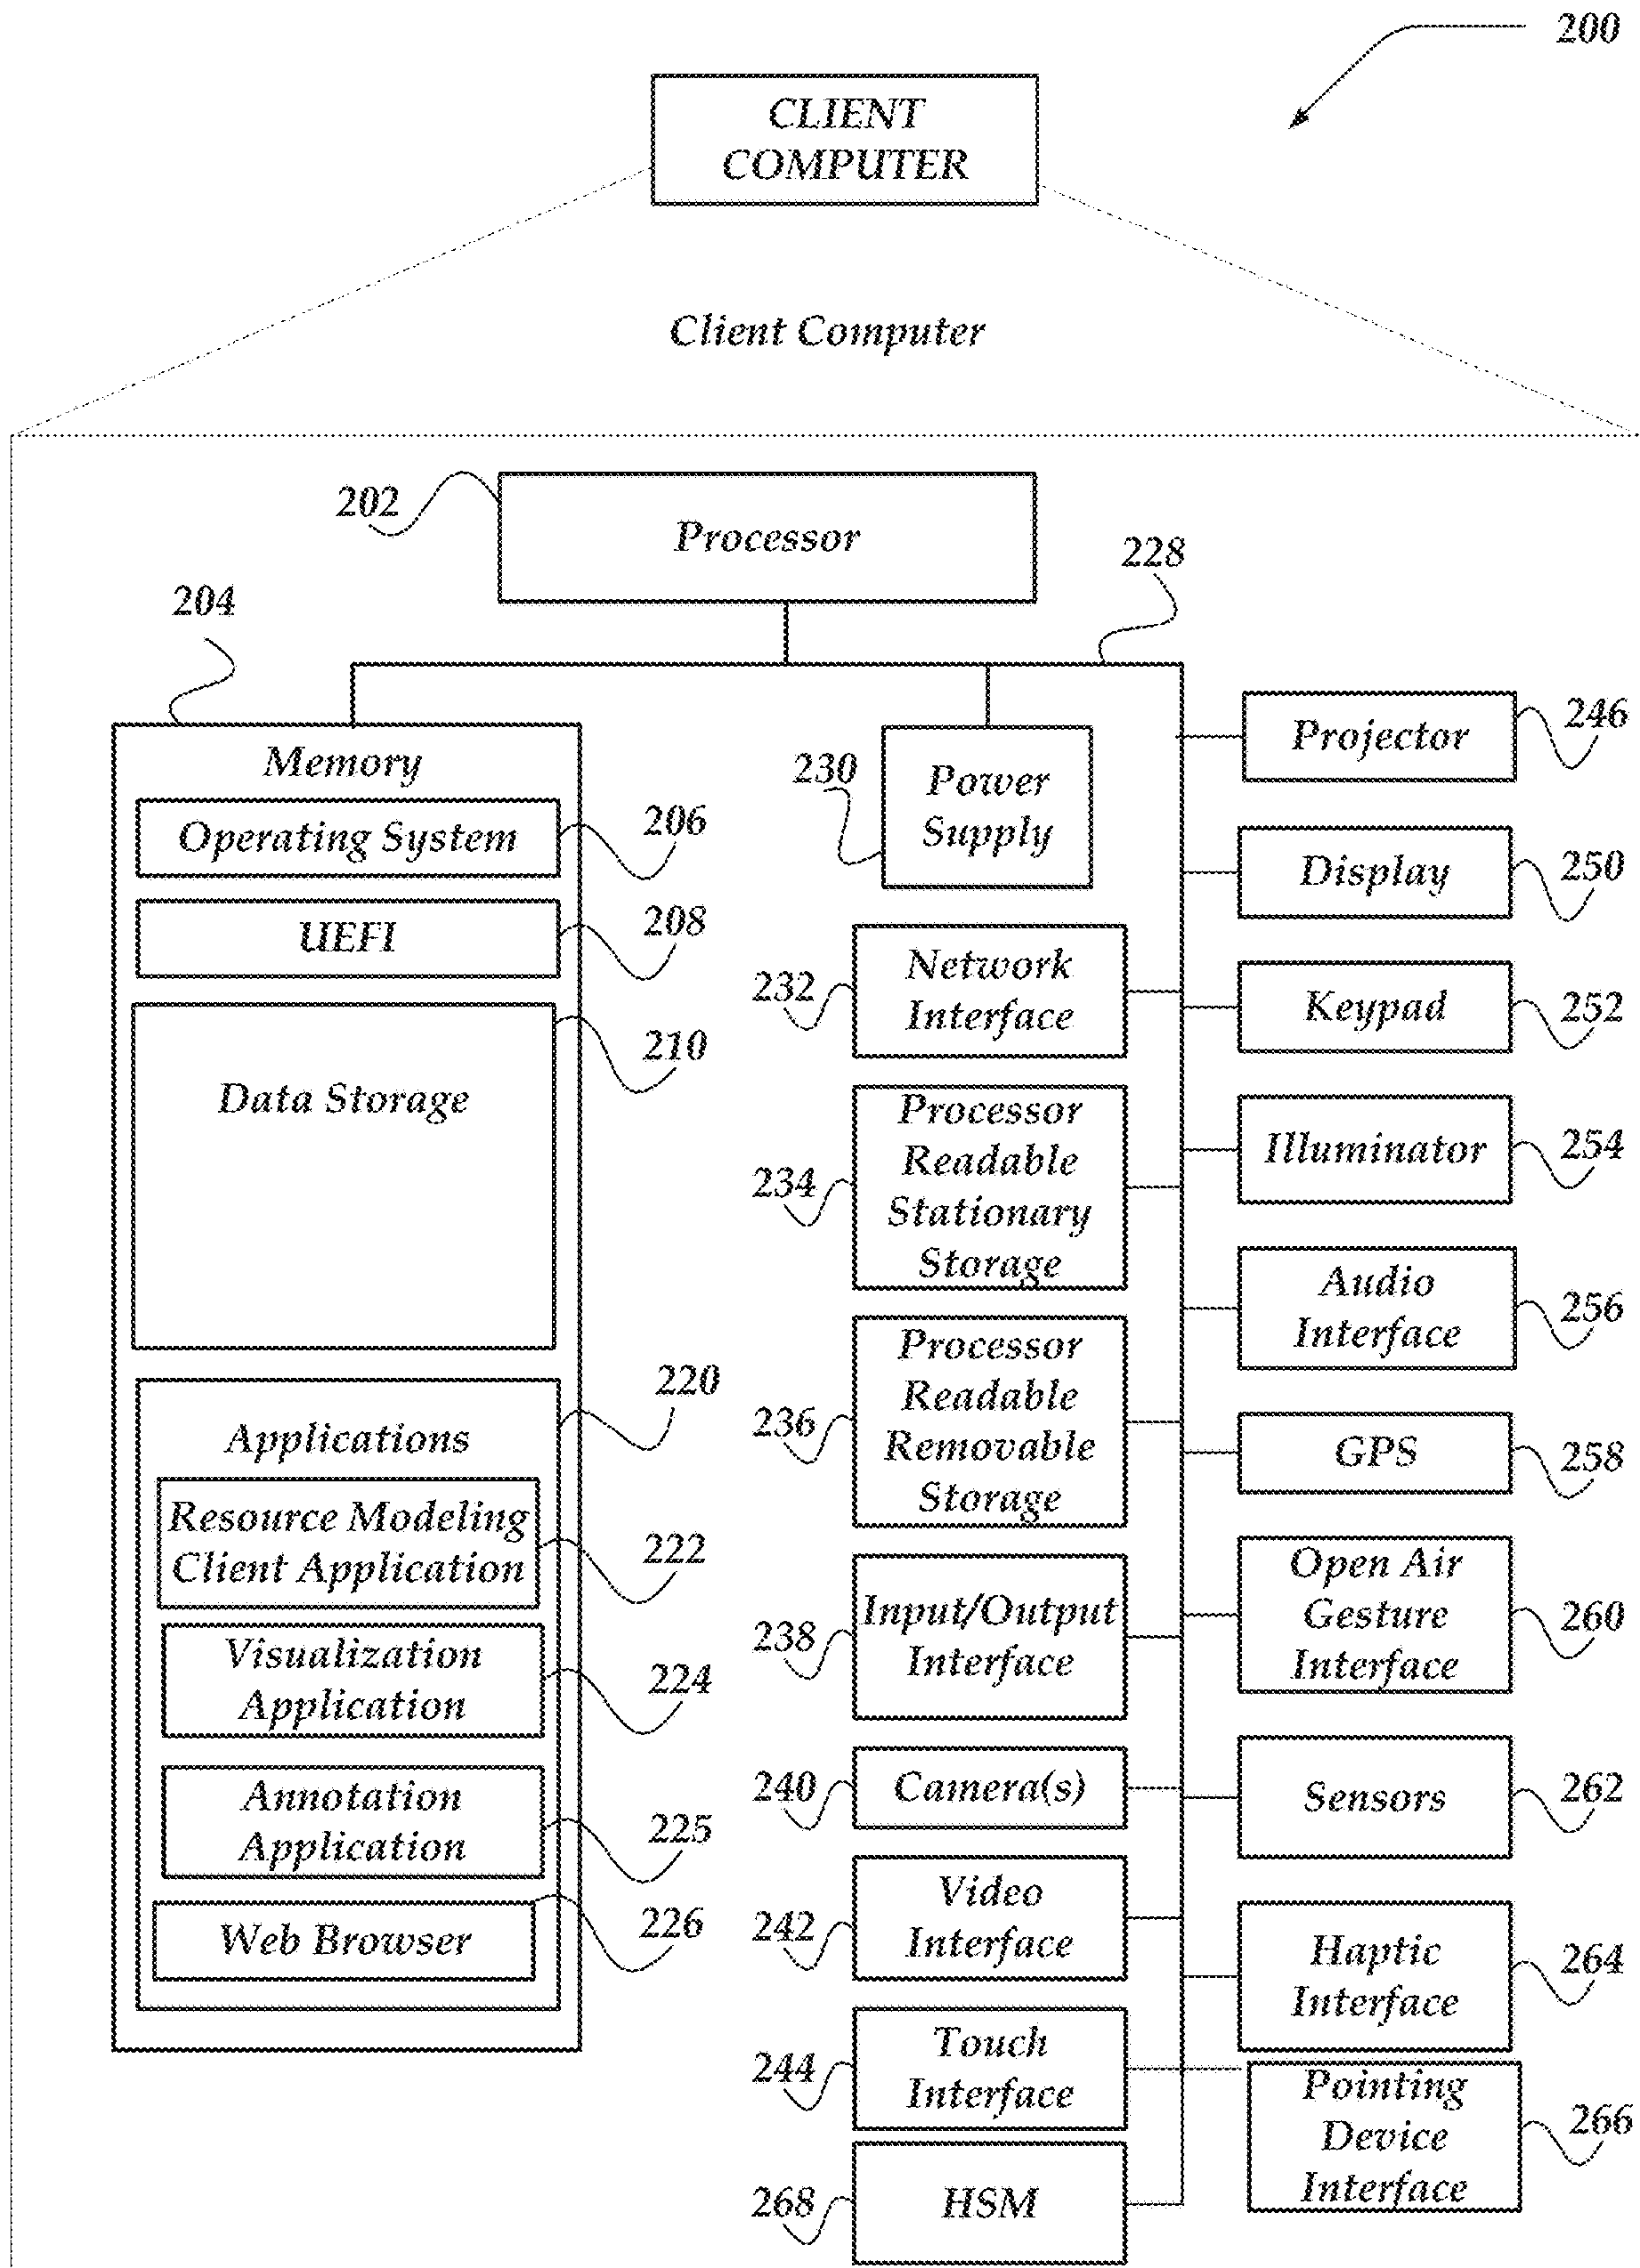 200
CLIENT
COMPUTER
Client Computer
202
Processor
228
204
Memory
Operating System
206
UEFI
208
Data Storage
210
Applications
220
Resource Modeling
Client Application
222
Visualization
Application
224
Annotation
Application
225
Web Browser
226
230
Power
Supply
232
Network
Interface
234
Processor
Readable
Stationary
Storage
236
Processor
Readable
Removable
Storage
238
Input/Output
Interface
240
Camera(s)
242
Video
Interface
244
Touch
Interface
268
HSM
Projector
246
Display
250
Keypad
252
Illuminator
254
Audio
Interface
256
GPS
258
Open Air
Gesture
Interface
260
Sensors
262
Haptic
Interface
264
Pointing
Device
Interface
266